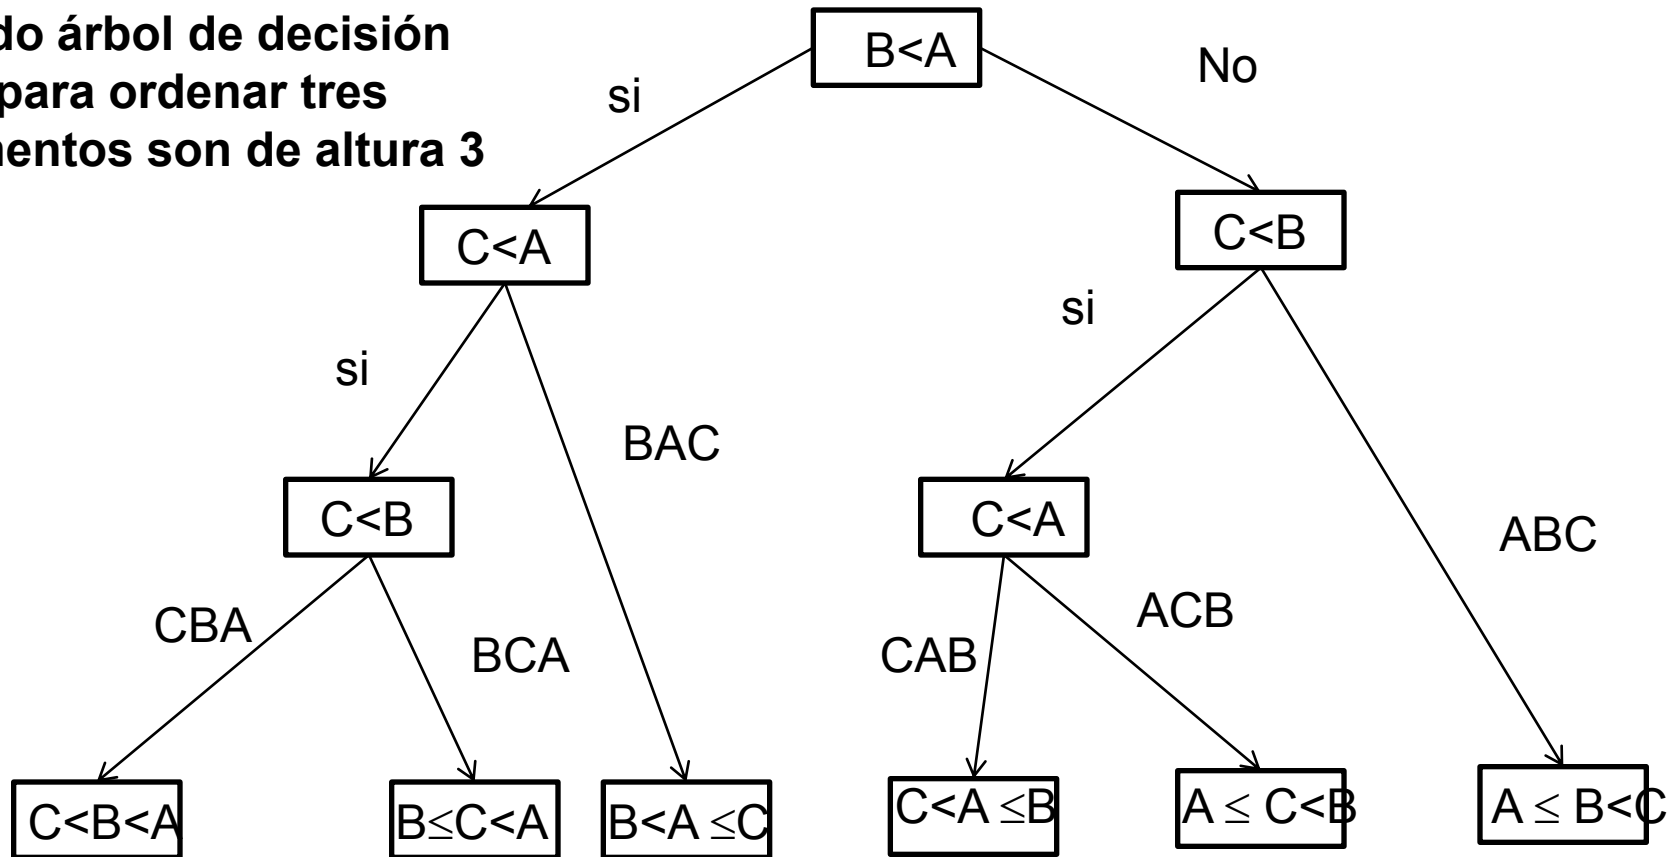 do árbol de decisión
para ordenar tres
mentos son de altura 3
B<A
No
si
C<A
C<B
si
si
BAC
C<B
C<A
ABC
CBA
BCA
CAB
ACB
C<B<A
B≤C<A
B<A ≤C
C<A ≤B
A ≤ C<B
A ≤ B<C